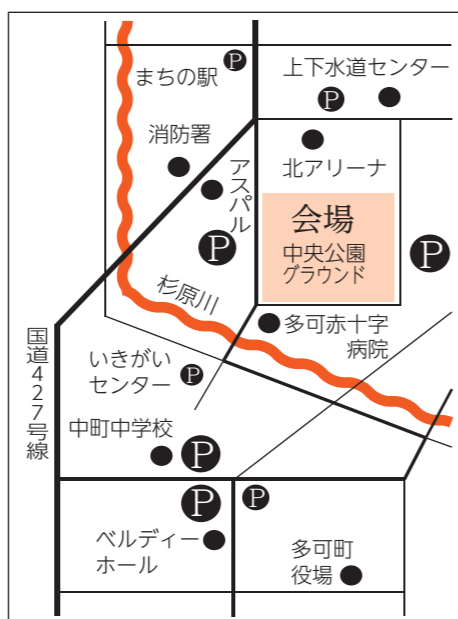 P
まちの駅
上下水道センター
P
消防署
アスパル
北アリーナ
会場
中央公園
グラウンド
P
P
杉原川
多可赤十字
病院
国道427号線
いきがい
センター
P
中町中学校
P
P
P
ベルディー
ホール
多可町
役場